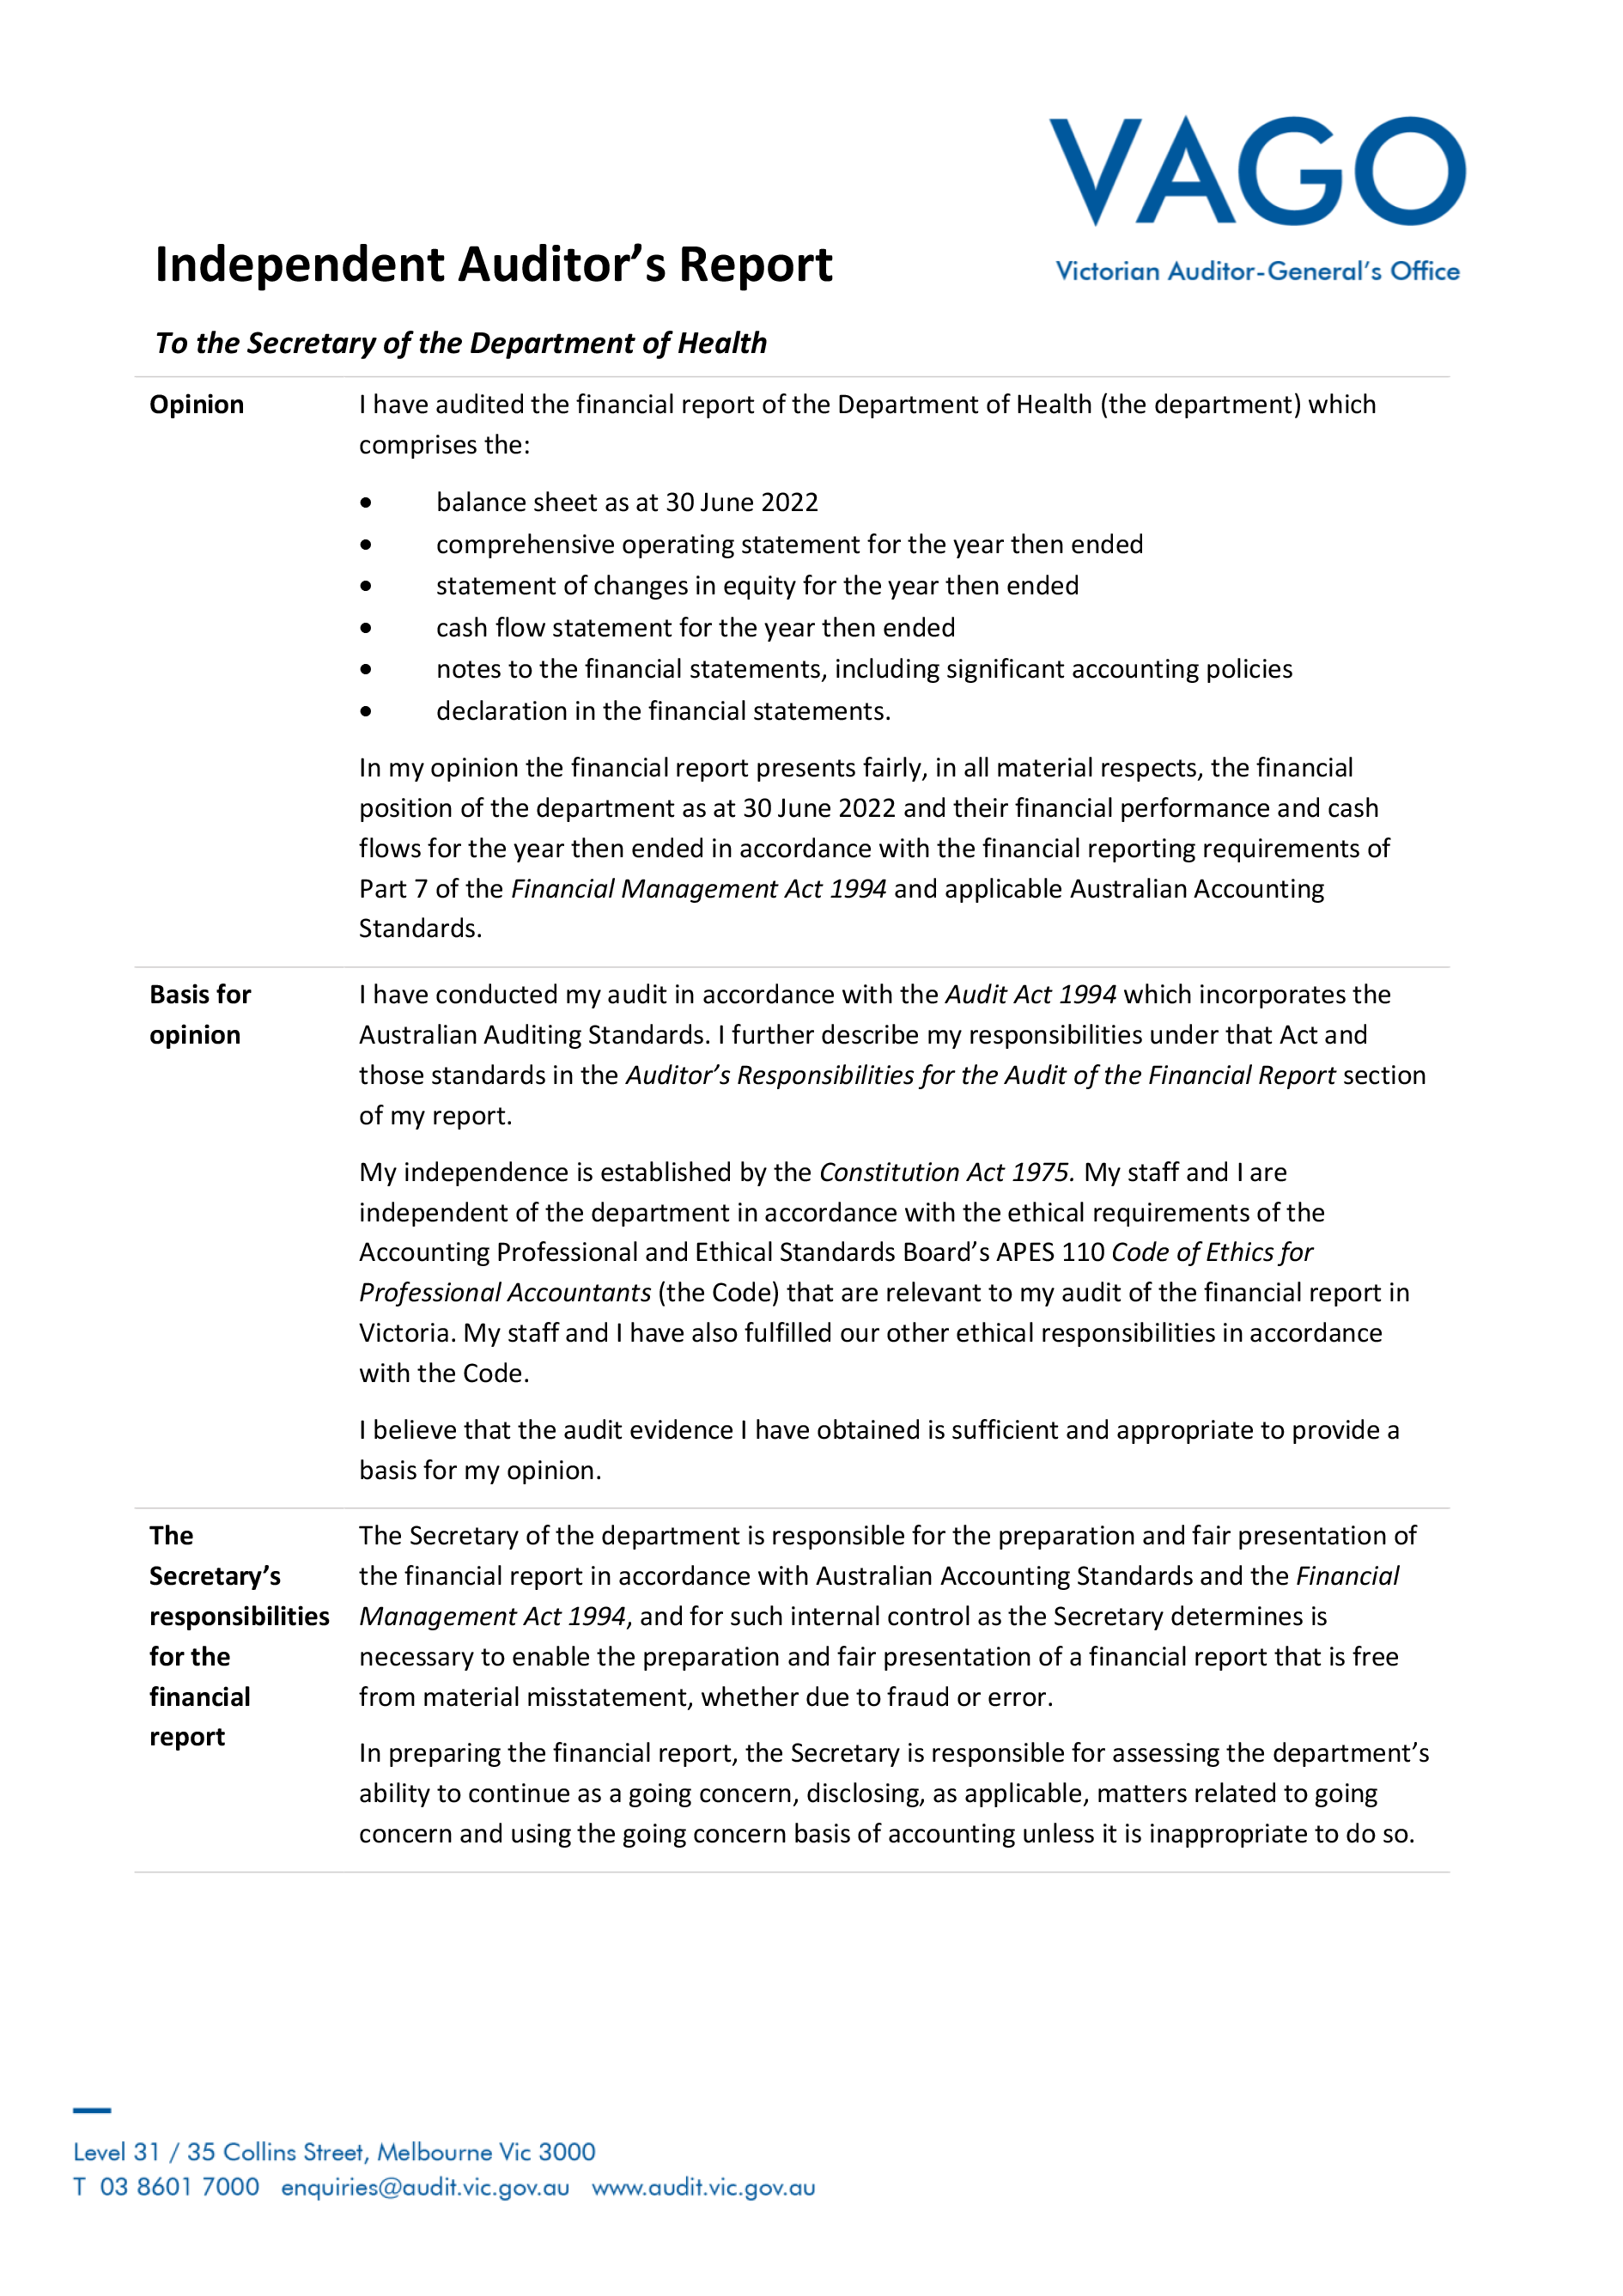 VAGO
Victorian Auditor-General’s Office
Independent Auditor’s Report
To the Secretary of the Department of Health
Opinion
I have audited the financial report of the Department of Health (the department) which
comprises the:
• balance sheet as at 30 June 2022
• comprehensive operating statement for the year then ended
• statement of changes in equity for the year then ended
• cash flow statement for the year then ended
• notes to the financial statements, including significant accounting policies
• declaration in the financial statements.
In my opinion the financial report presents fairly, in all material respects, the financial
position of the department as at 30 June 2022 and their financial performance and cash
flows for the year then ended in accordance with the financial reporting requirements of
Part 7 of the Financial Management Act 1994 and applicable Australian Accounting
Standards.
Basis for
opinion
I have conducted my audit in accordance with the Audit Act 1994 which incorporates the
Australian Auditing Standards. I further describe my responsibilities under that Act and
those standards in the Auditor’s Responsibilities for the Audit of the Financial Report section
of my report.
My independence is established by the Constitution Act 1975. My staff and I are
independent of the department in accordance with the ethical requirements of the
Accounting Professional and Ethical Standards Board’s APES 110 Code of Ethics for
Professional Accountants (the Code) that are relevant to my audit of the financial report in
Victoria. My staff and I have also fulfilled our other ethical responsibilities in accordance
with the Code.
I believe that the audit evidence I have obtained is sufficient and appropriate to provide a
basis for my opinion.
The
Secretary’s
responsibilities
for the
financial
report
The Secretary of the department is responsible for the preparation and fair presentation of
the financial report in accordance with Australian Accounting Standards and the Financial
Management Act 1994, and for such internal control as the Secretary determines is
necessary to enable the preparation and fair presentation of a financial report that is free
from material misstatement, whether due to fraud or error.
In preparing the financial report, the Secretary is responsible for assessing the department’s
ability to continue as a going concern, disclosing, as applicable, matters related to going
concern and using the going concern basis of accounting unless it is inappropriate to do so.
Level 31 / 35 Collins Street, Melbourne Vic 3000
T 03 8601 7000 enquiries@audit.vic.gov.au www.audit.vic.gov.au